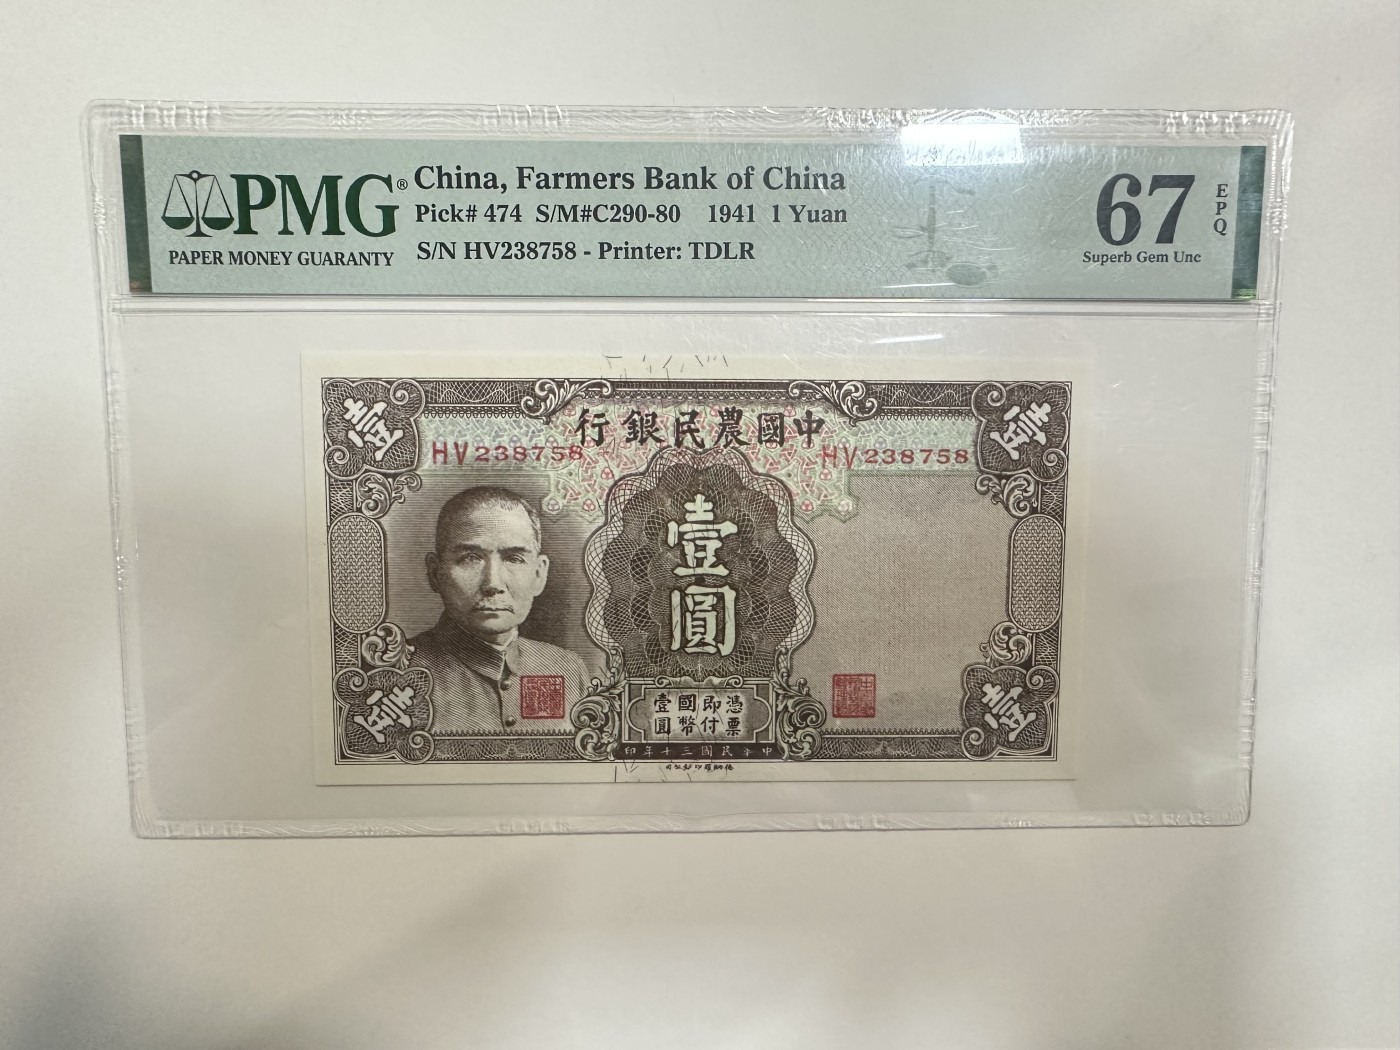 PMG®
PAPER MONEY GUARANTY
China, Farmers Bank of China
Pick# 474 S/M#C290-80 1941 1 Yuan
S/N HV238758 - Printer: TDLR
67
EPQ
Superb Gem Unc
壹
壹
行銀民農國中
HV238758
HV238758
壹
圓
壹國即憑
圓幣付票
印年十三國民華中
壹
壹